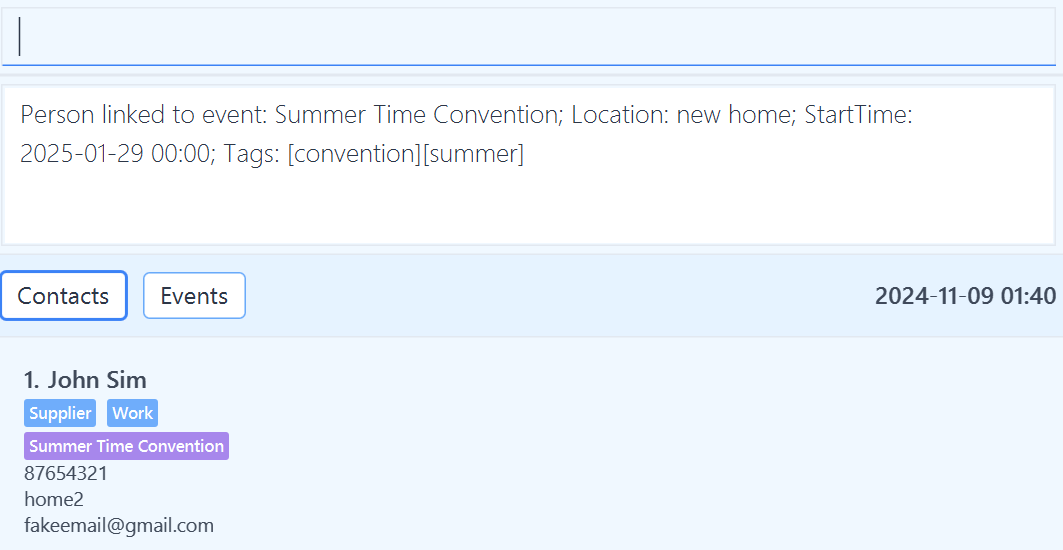 Person linked to event: Summer Time Convention; Location: new home; StartTime:
2025-01-29 00:00; Tags: [convention][summer]
Contacts Events 2024-11-09 01:40
1. John Sim
Supplier Work
Summer Time Convention
87654321
home2
fakeemail@gmail.com